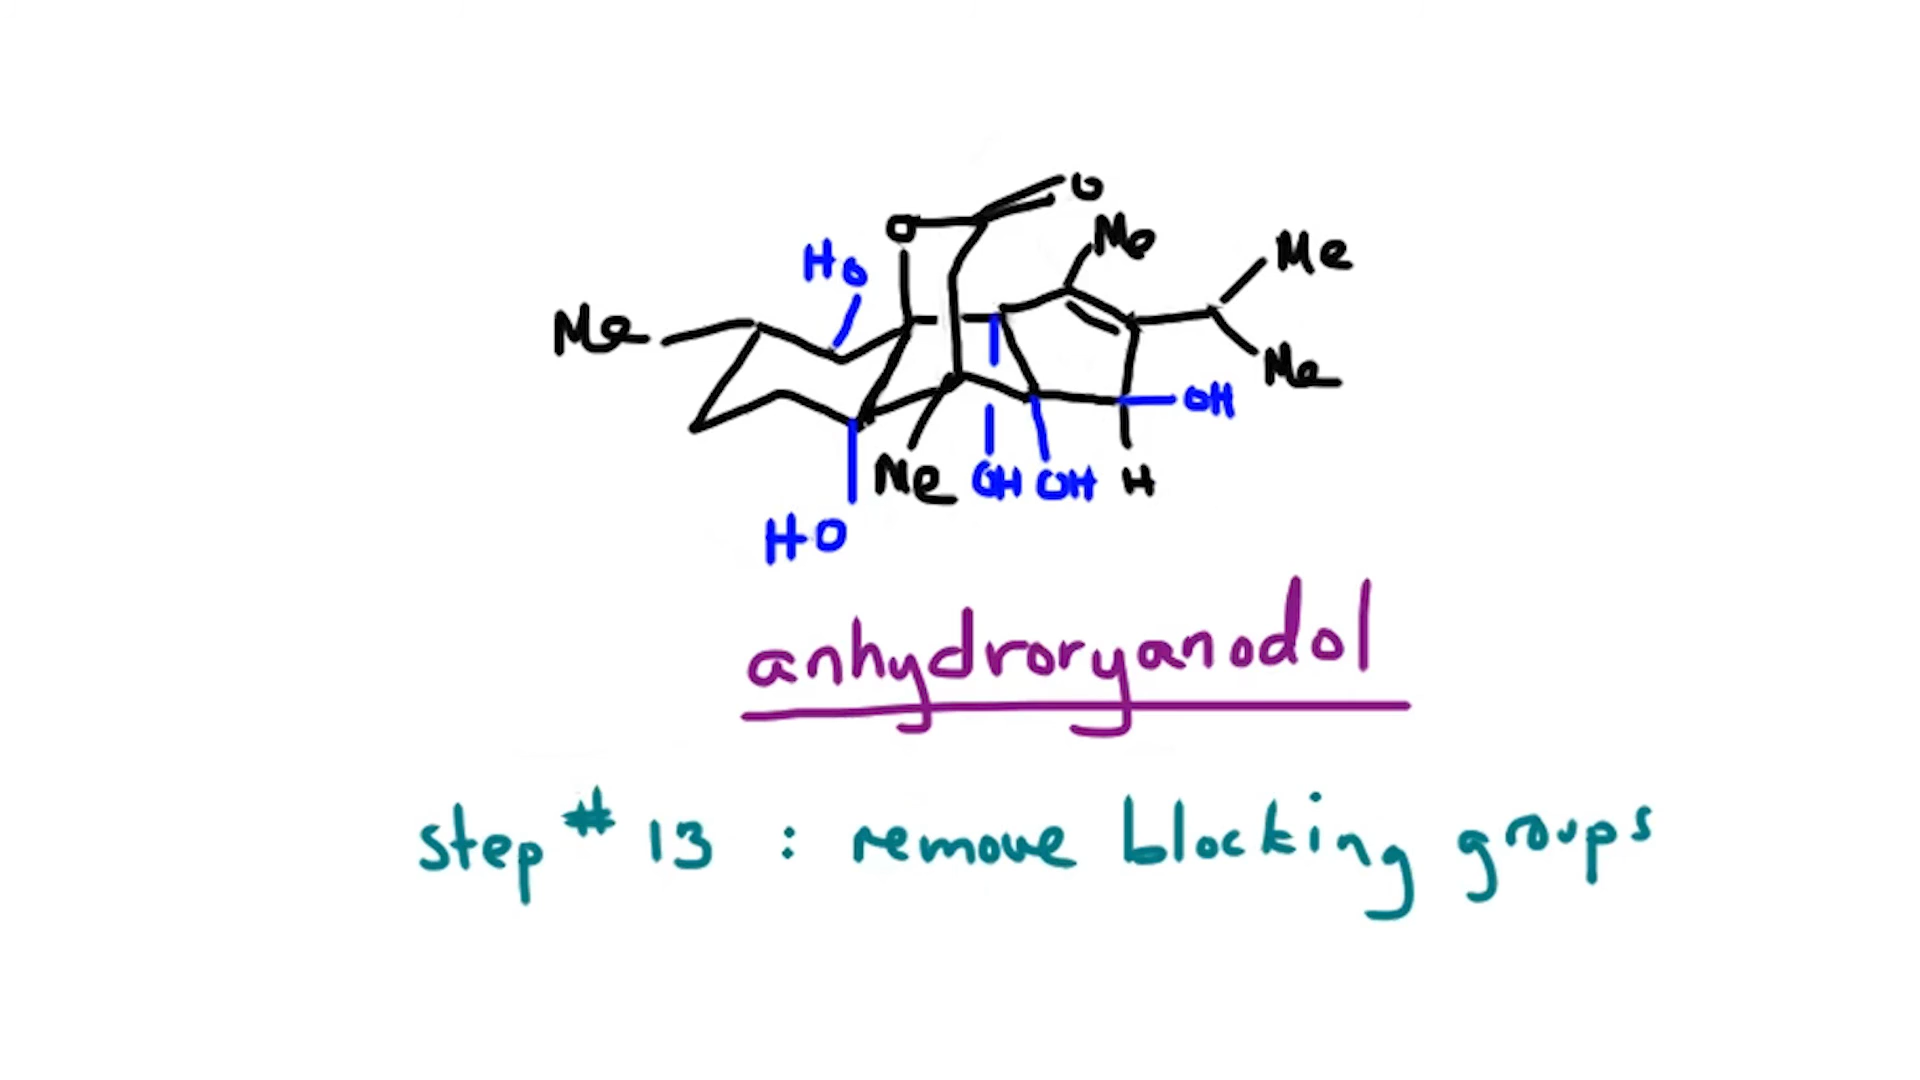 O
O
Me
HO
Me
Me
Me
OH
Me
OH
OH
H
HO
anhydroryanodol
step # 13 : remove blocking groups